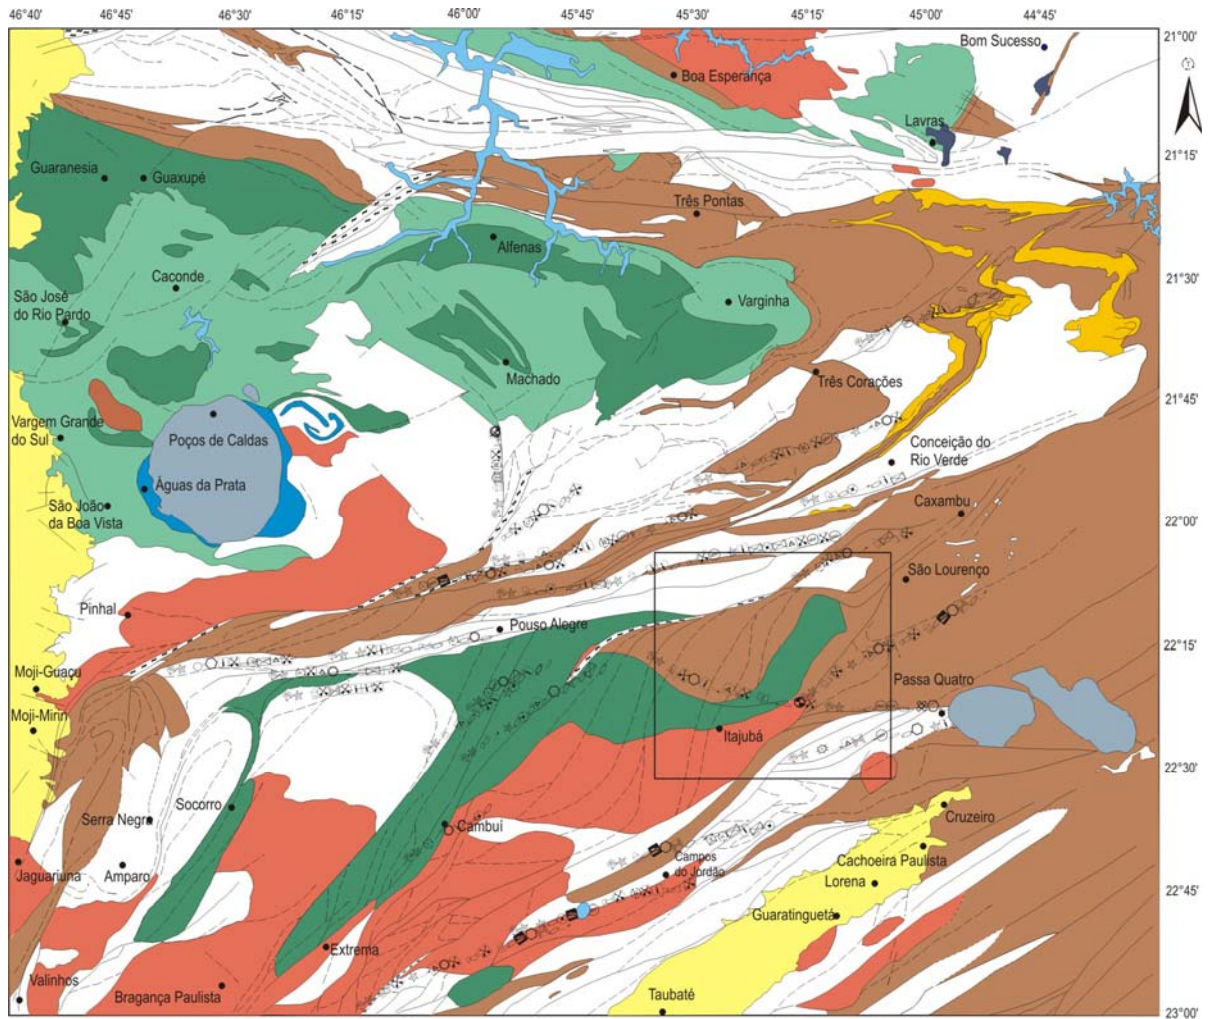 46°40' 46°45' 46°30' 46°15' 46°00' 45°45' 45°30' 45°15' 45°00' 44°45'
21°00'
Bom Sucesso
Boa Esperança
Lavras
21°15'
Guaranesia
Guaxupé
Três Pontas
Alfenas
Caconde
21°30'
São José
do Rio Pardo
Varginha
Machado
Três Corações
21°45'
Vargem Grande
do Sul
Poços de Caldas
Conceição do
Rio Verde
Águas da Prata
São João
da Boa Vista
Caxambu
22°00'
São Lourenço
Pinhal
Pouso Alegre
22°15'
Moji-Guaçu
Passa Quatro
Moji-Mirin
Itajubá
22°30'
Socorro
Serra Negra
Cambuí
Cruzeiro
Campos
do Jordão
Cachoeira Paulista
Jaguariuna
Amparo
Lorena
22°45'
Guaratinguetá
Extrema
Valinhos
Bragança Paulista
Taubaté
23°00'